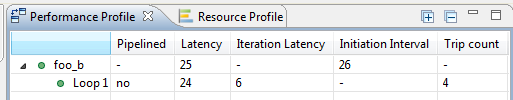 Performance Profile Resource Profile
Pipelined Latency Iteration Latency Initiation Interval Trip count
foo_b - 25 - 26 -
Loop 1 no 24 6 - 4